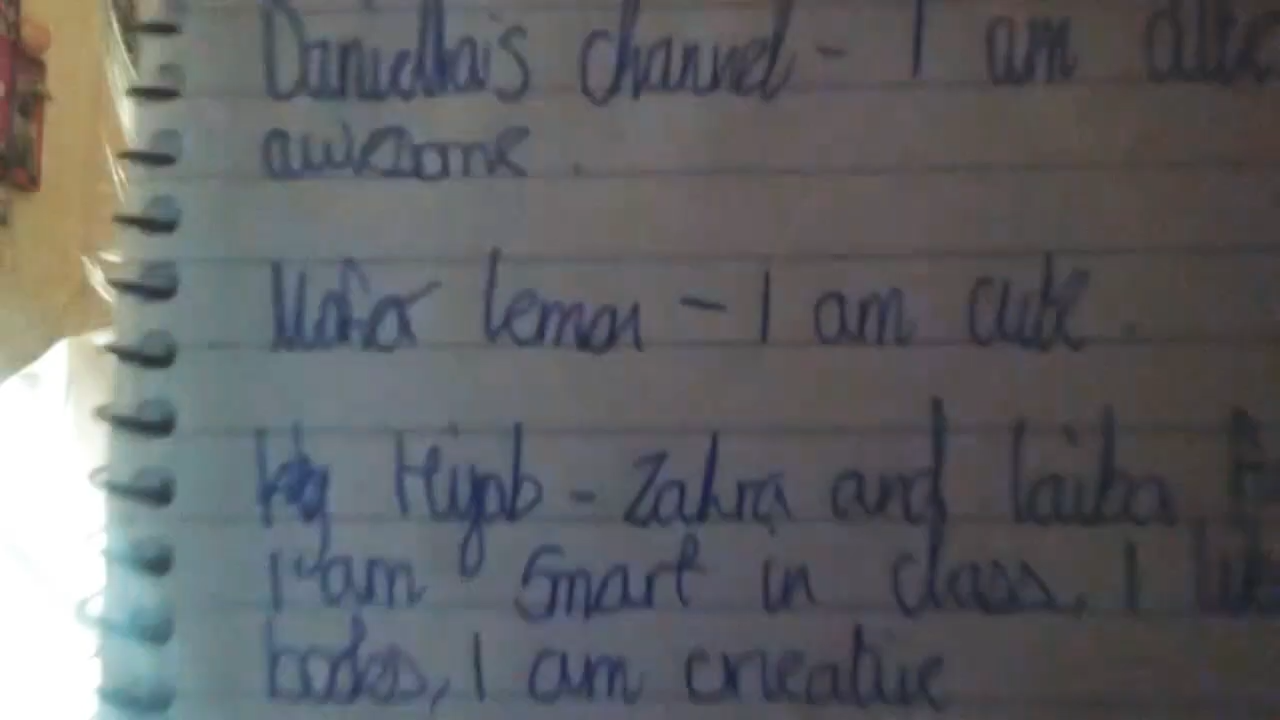 Daniella's channel - I am
awesome.
lemon - I am cute.
Hijab - Zahra and laiba
I am smart in class, I
books, I am creative